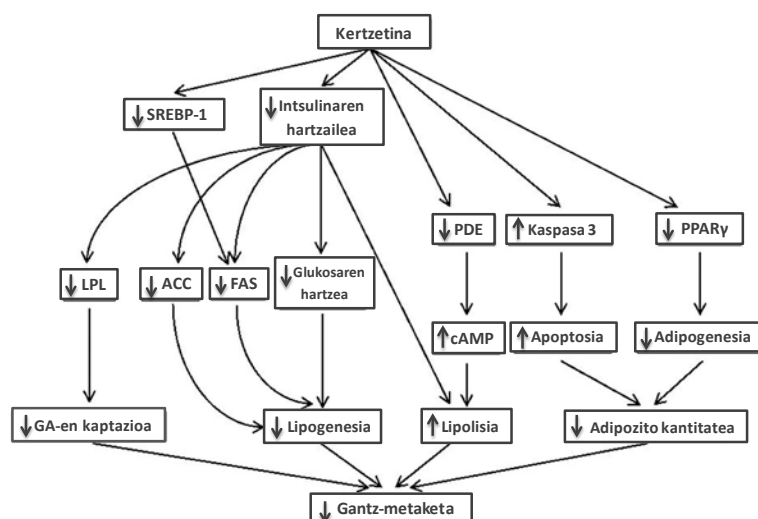 Kertzetina
↓ SREBP-1
↓ Intsulinaren
hartzailea
↓ PDE
↑ Kaspasa 3
↓ PPARγ
↓ LPL
↓ ACC
↓ FAS
↓ Glukosaren
hartzea
↑ cAMP
↑ Apoptosia
↓ Adipogenesia
↓ GA-en kaptazioa
↓ Lipogenesia
↑ Lipolisia
↓ Adipozito kantitatea
↓ Gantz-metaketa